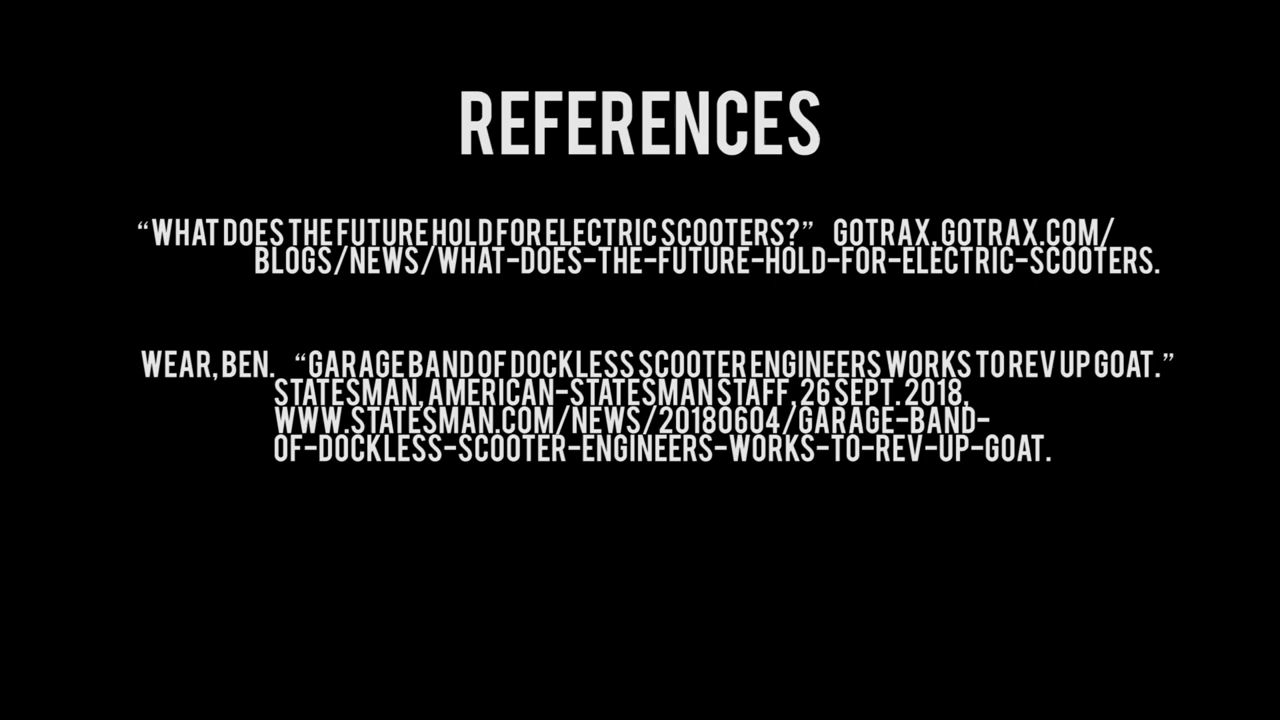 REFERENCES
“WHAT DOES THE FUTURE HOLD FOR ELECTRIC SCOOTERS?” GOTRAX, GOTRAX.COM/
BLOGS/NEWS/WHAT-DOES-THE-FUTURE-HOLD-FOR-ELECTRIC-SCOOTERS.
WEAR, BEN. “GARAGE BAND OF DOCKLESS SCOOTER ENGINEERS WORKS TO REV UP GOAT.”
STATESMAN, AMERICAN-STATESMAN STAFF, 26 SEPT. 2018,
WWW.STATESMAN.COM/NEWS/20180604/GARAGE-BAND-
OF-DOCKLESS-SCOOTER-ENGINEERS-WORKS-TO-REV-UP-GOAT.